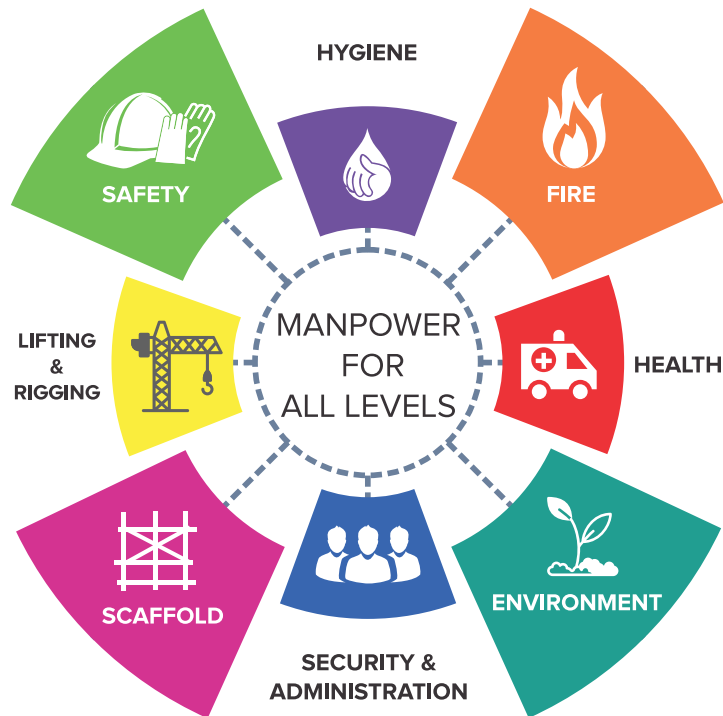 HYGIENE
SAFETY
FIRE
LIFTING
&
RIGGING
MANPOWER
FOR
ALL LEVELS
HEALTH
SCAFFOLD
ENVIRONMENT
SECURITY &
ADMINISTRATION